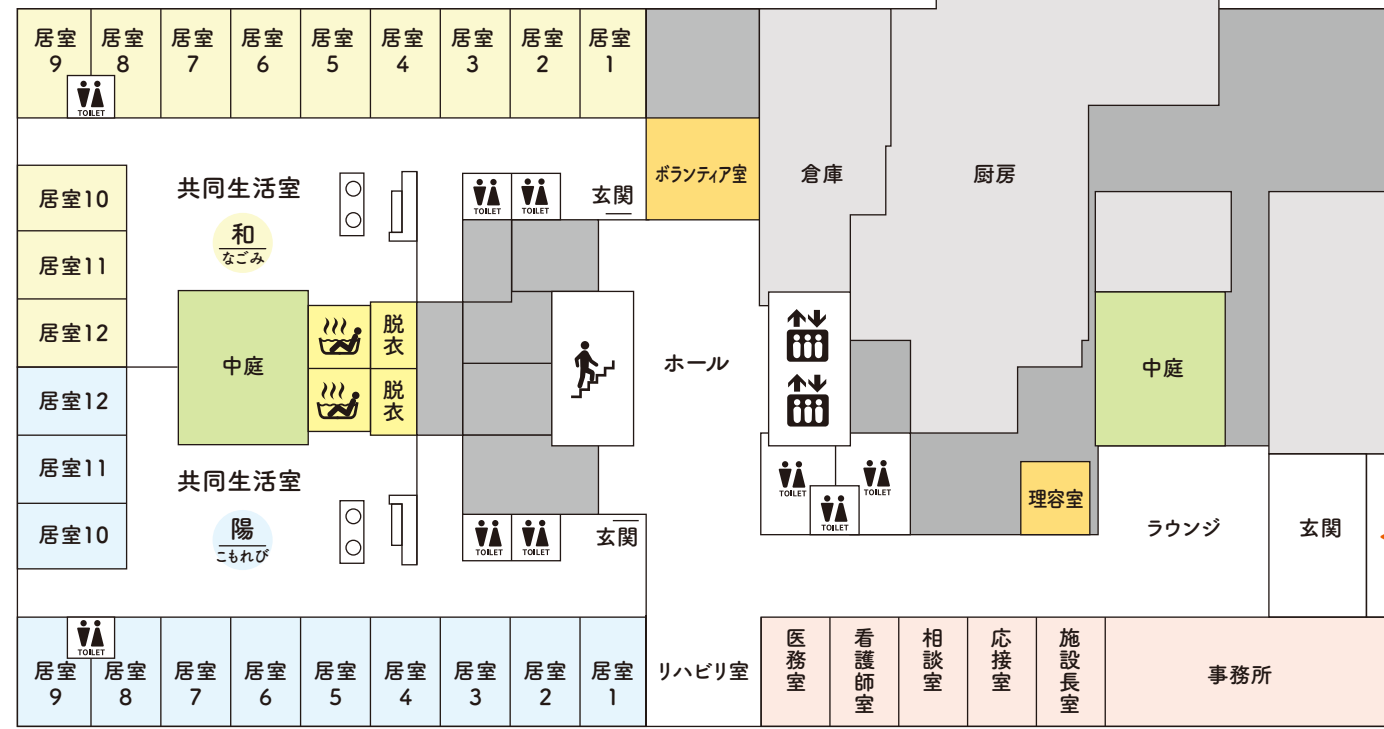 居室
9
居室
8
居室
7
居室
6
居室
5
居室
4
居室
3
居室
2
居室
1
TOILET
居室10
居室11
居室12
共同生活室
和
なごみ
TOILET
TOILET
玄関
ボランティア室
倉庫
厨房
中庭
脱衣
脱衣
ホール
中庭
居室12
居室11
居室10
共同生活室
陽
こもれび
TOILET
TOILET
玄関
TOILET
TOILET
TOILET
理容室
ラウンジ
玄関
TOILET
居室
9
居室
8
居室
7
居室
6
居室
5
居室
4
居室
3
居室
2
居室
1
リハビリ室
医務室
看護師室
相談室
応接室
施設長室
事務所